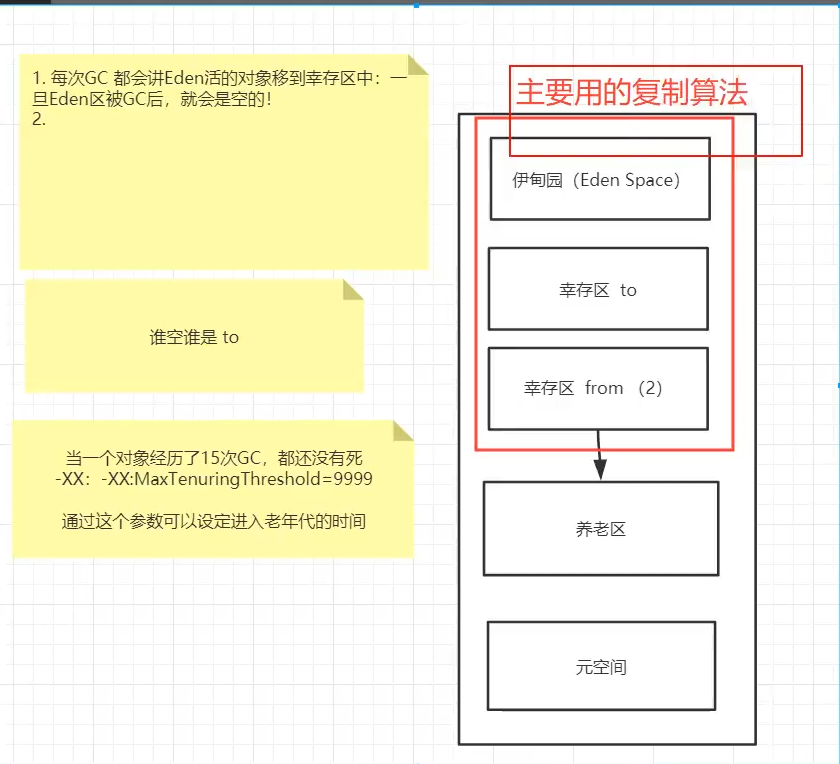 1. 每次GC 都会讲Eden活的对象移到幸存区中：一
旦Eden区被GC后，就会是空的！
2.
谁空谁是 to
当一个对象经历了15次GC，都还没有死
-XX：-XX:MaxTenuringThreshold=9999
通过这个参数可以设定进入老年代的时间
主要用的复制算法
伊甸园（Eden Space）
幸存区 to
幸存区 from （2）
养老区
元空间